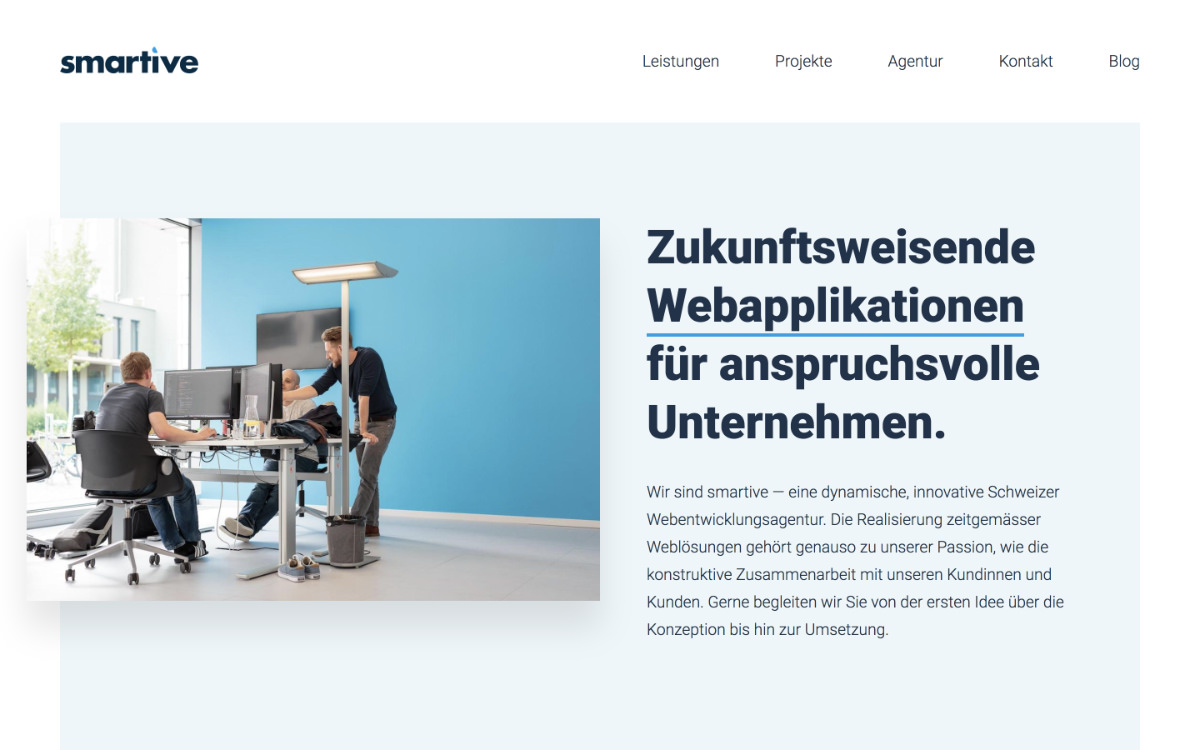 smartive
Leistungen Projekte Agentur Kontakt Blog
Zukunftsweisende
Webapplikationen
für anspruchsvolle
Unternehmen.
Wir sind smartive — eine dynamische, innovative Schweizer
Webentwicklungsagentur. Die Realisierung zeitgemässer
Weblösungen gehört genauso zu unserer Passion, wie die
konstruktive Zusammenarbeit mit unseren Kundinnen und
Kunden. Gerne begleiten wir Sie von der ersten Idee über die
Konzeption bis hin zur Umsetzung.